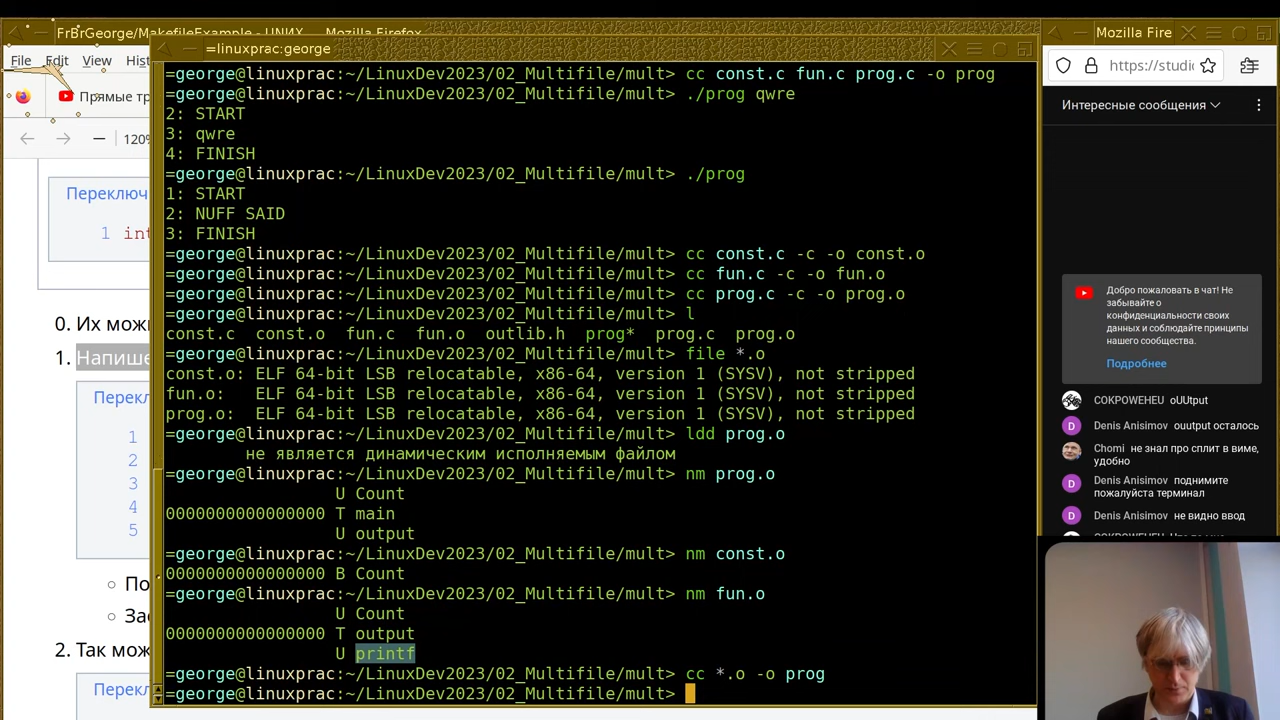 FrBrGeorge/MakefileExample - UNИX — Mozilla Firefox
File Edit View Hist
Прямые тр
120%
Переключ
1 int
0. Их можн
1. Напише
Перекл
1
2
3
4
5
По
Зас
2. Так мож
Перекл
=linuxprac:george
=george@linuxprac:~/LinuxDev2023/02_Multifile/mult> cc const.c fun.c prog.c -o prog
=george@linuxprac:~/LinuxDev2023/02_Multifile/mult> ./prog qwre
2: START
3: qwre
4: FINISH
=george@linuxprac:~/LinuxDev2023/02_Multifile/mult> ./prog
1: START
2: NUFF SAID
3: FINISH
=george@linuxprac:~/LinuxDev2023/02_Multifile/mult> cc const.c -c -o const.o
=george@linuxprac:~/LinuxDev2023/02_Multifile/mult> cc fun.c -c -o fun.o
=george@linuxprac:~/LinuxDev2023/02_Multifile/mult> cc prog.c -c -o prog.o
=george@linuxprac:~/LinuxDev2023/02_Multifile/mult> l
const.c const.o fun.c fun.o outlib.h prog* prog.c prog.o
=george@linuxprac:~/LinuxDev2023/02_Multifile/mult> file *.o
const.o: ELF 64-bit LSB relocatable, x86-64, version 1 (SYSV), not stripped
fun.o: ELF 64-bit LSB relocatable, x86-64, version 1 (SYSV), not stripped
prog.o: ELF 64-bit LSB relocatable, x86-64, version 1 (SYSV), not stripped
=george@linuxprac:~/LinuxDev2023/02_Multifile/mult> ldd prog.o
не является динамическим исполняемым файлом
=george@linuxprac:~/LinuxDev2023/02_Multifile/mult> nm prog.o
U Count
0000000000000000 T main
U output
=george@linuxprac:~/LinuxDev2023/02_Multifile/mult> nm const.o
0000000000000000 B Count
=george@linuxprac:~/LinuxDev2023/02_Multifile/mult> nm fun.o
U Count
0000000000000000 T output
U printf
=george@linuxprac:~/LinuxDev2023/02_Multifile/mult> cc *.o -o prog
=george@linuxprac:~/LinuxDev2023/02_Multifile/mult>
Mozilla Fire
https://studi
Интересные сообщения
Добро пожаловать в чат! Не
забывайте о
конфиденциальности своих
данных и соблюдайте принципы
нашего сообщества.
Подробнее
СОКРОWЕНЕU oUUtput
Denis Anisimov ouutput осталось
Chomi не знал про сплит в виме,
удобно
Denis Anisimov поднимите
пожалуйста терминал
Denis Anisimov не видно ввод